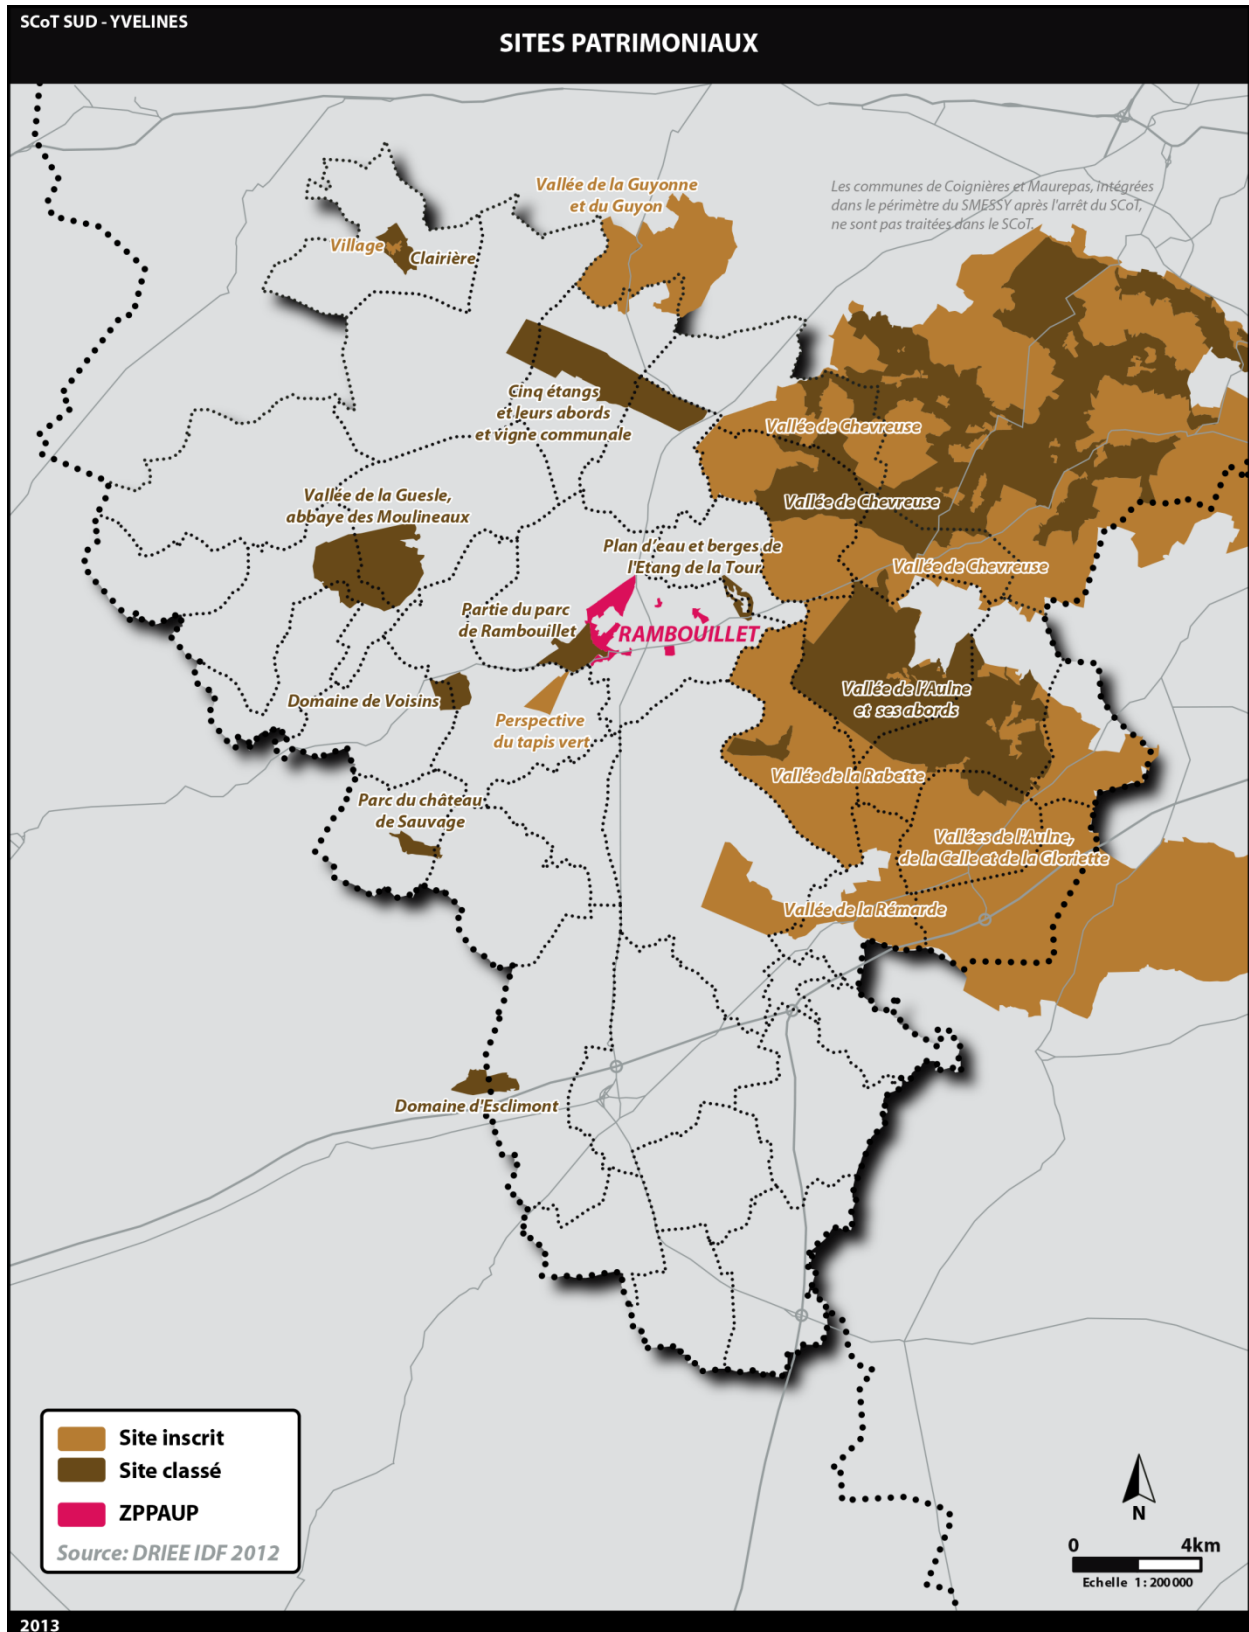 SCoT SUD - YVELINES
SITES PATRIMONIAUX
Vallée de la Guyonne
et du Guyon
Les communes de Coignières et Maurepas, intégrées
dans le périmètre du SMESSY après l'arrêt du SCoT,
ne sont pas traitées dans le SCoT.
Village
Clairière
Cinq étangs
et leurs abords
et vigne communale
Vallée de Chevreuse
Vallée de la Guesle,
abbaye des Moulineaux
Vallée de Chevreuse
Plan d'eau et berges de
l'Etang de la Tour
Vallée de Chevreuse
Partie du parc
de Rambouillet
RAMBOUILLET
Domaine de Voisins
Vallée de l'Aulne
et ses abords
Perspective
du tapis vert
Vallée de la Rabette
Parc du château
de Sauvage
Vallées de l'Aulne,
de la Celle et de la Gloriette
Vallée de la Rémarde
Domaine d'Esclimont
Site inscrit
Site classé
ZPPAUP
Source: DRIEE IDF 2012
N
0 4km
Echelle 1 : 200 000
2013